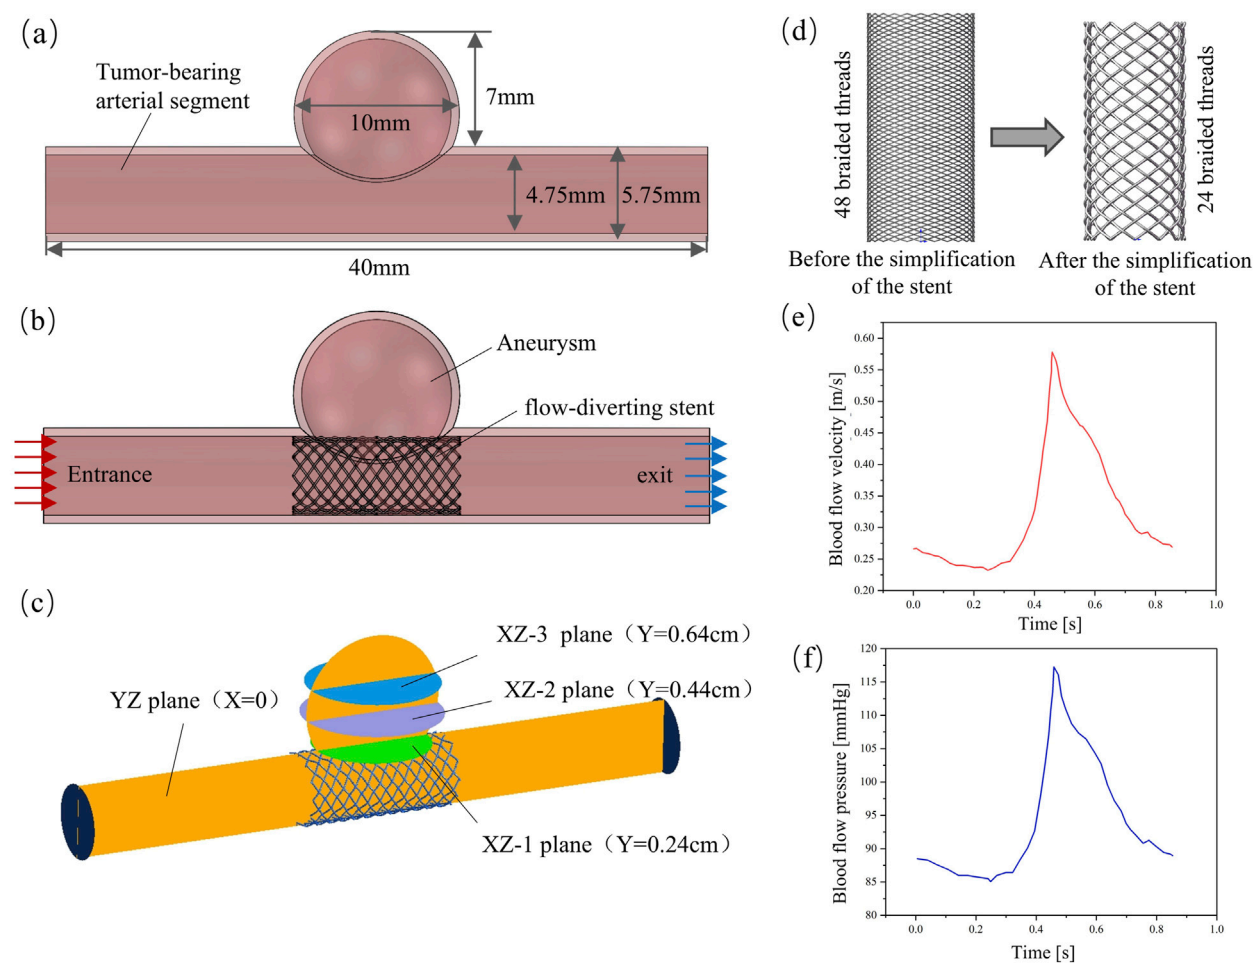 (a)
Tumor-bearing
arterial segment
10mm
7mm
4.75mm
5.75mm
40mm
(b)
Aneurysm
flow-diverting stent
Entrance
exit
(c)
XZ-3 plane（Y=0.64cm）
XZ-2 plane（Y=0.44cm）
YZ plane（X=0）
XZ-1 plane（Y=0.24cm）
(d)
48 braided threads
24 braided threads
Before the simplification
of the stent
After the simplification
of the stent
(e)
0.60
0.55
0.50
0.45
0.40
0.35
0.30
0.25
0.20
Blood flow velocity [m/s]
0.0 0.2 0.4 0.6 0.8 1.0
Time [s]
(f)
120
115
110
105
100
95
90
85
80
Blood flow pressure [mmHg]
0.0 0.2 0.4 0.6 0.8 1.0
Time [s]